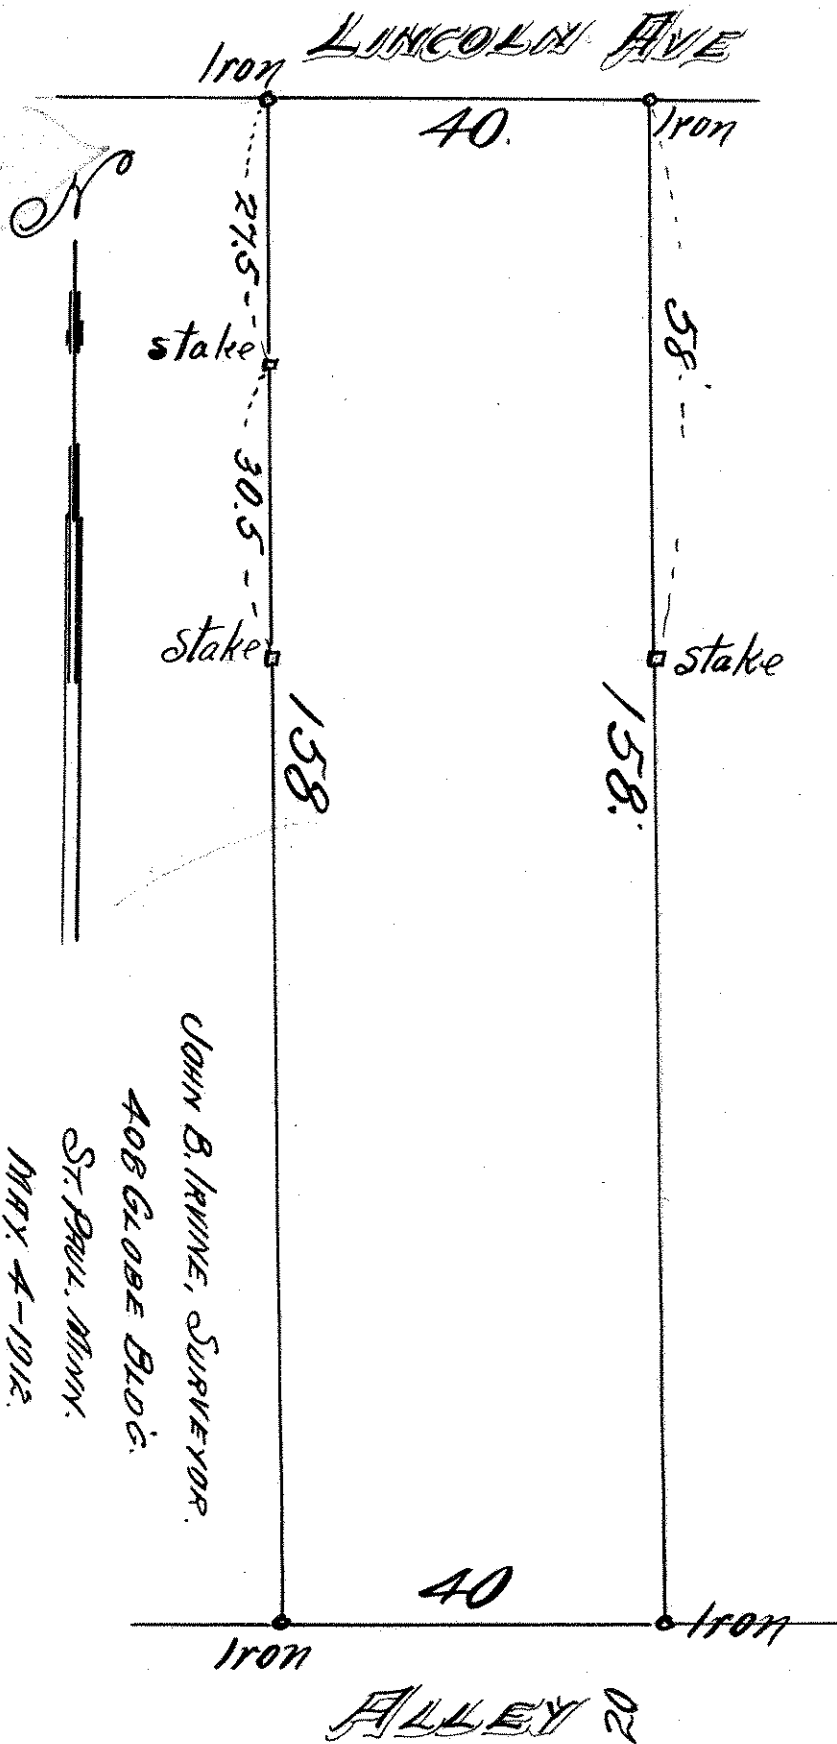 LINCOLN AVE
Iron
Iron
40.
N
27.5
58.
stake
30.5
stake
stake
158
158.
JOHN B. IRVINE, SURVEYOR.
406 GLOBE BLDG.
ST. PAUL. MINN.
MAY. 4-1912.
40
Iron
Iron
ALLEY 20